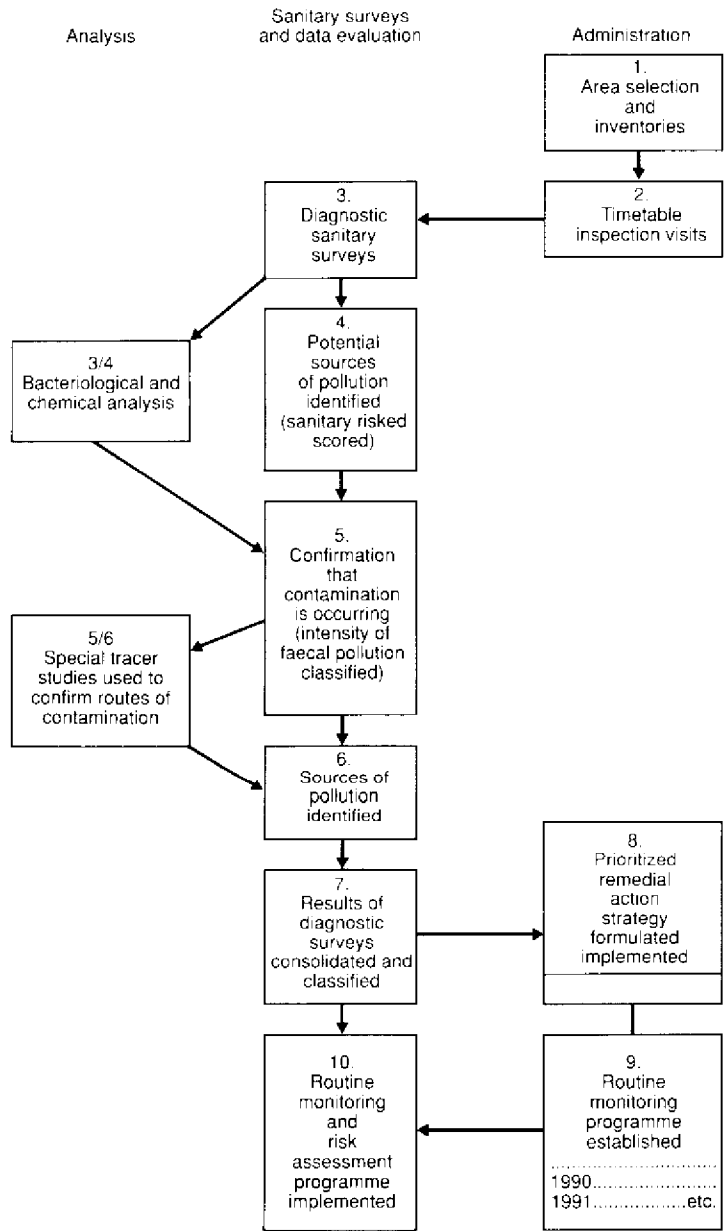 Analysis
Sanitary surveys
and data evaluation
Administration
1.
Area selection
and
inventories
2.
Timetable
inspection visits
3.
Diagnostic
sanitary
surveys
3/4
Bacteriological and
chemical analysis
4.
Potential
sources
of pollution
identified
(sanitary risked
scored)
5.
Confirmation
that
contamination
is occurring
(intensity of
faecal pollution
classified)
5/6
Special tracer
studies used to
confirm routes of
contamination
6.
Sources of
pollution
identified
7.
Results of
diagnostic
surveys
consolidated and
classified
8.
Prioritized
remedial
action
strategy
formulated
implemented
9.
Routine
monitoring
programme
established
........................
1990......................
1991................etc.
10.
Routine
monitoring
and
risk
assessment
programme
implemented